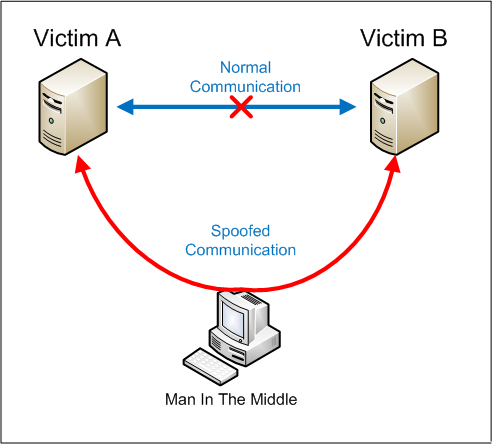 Victim A
Victim B
Normal
Communication
Spoofed
Communication
Man In The Middle